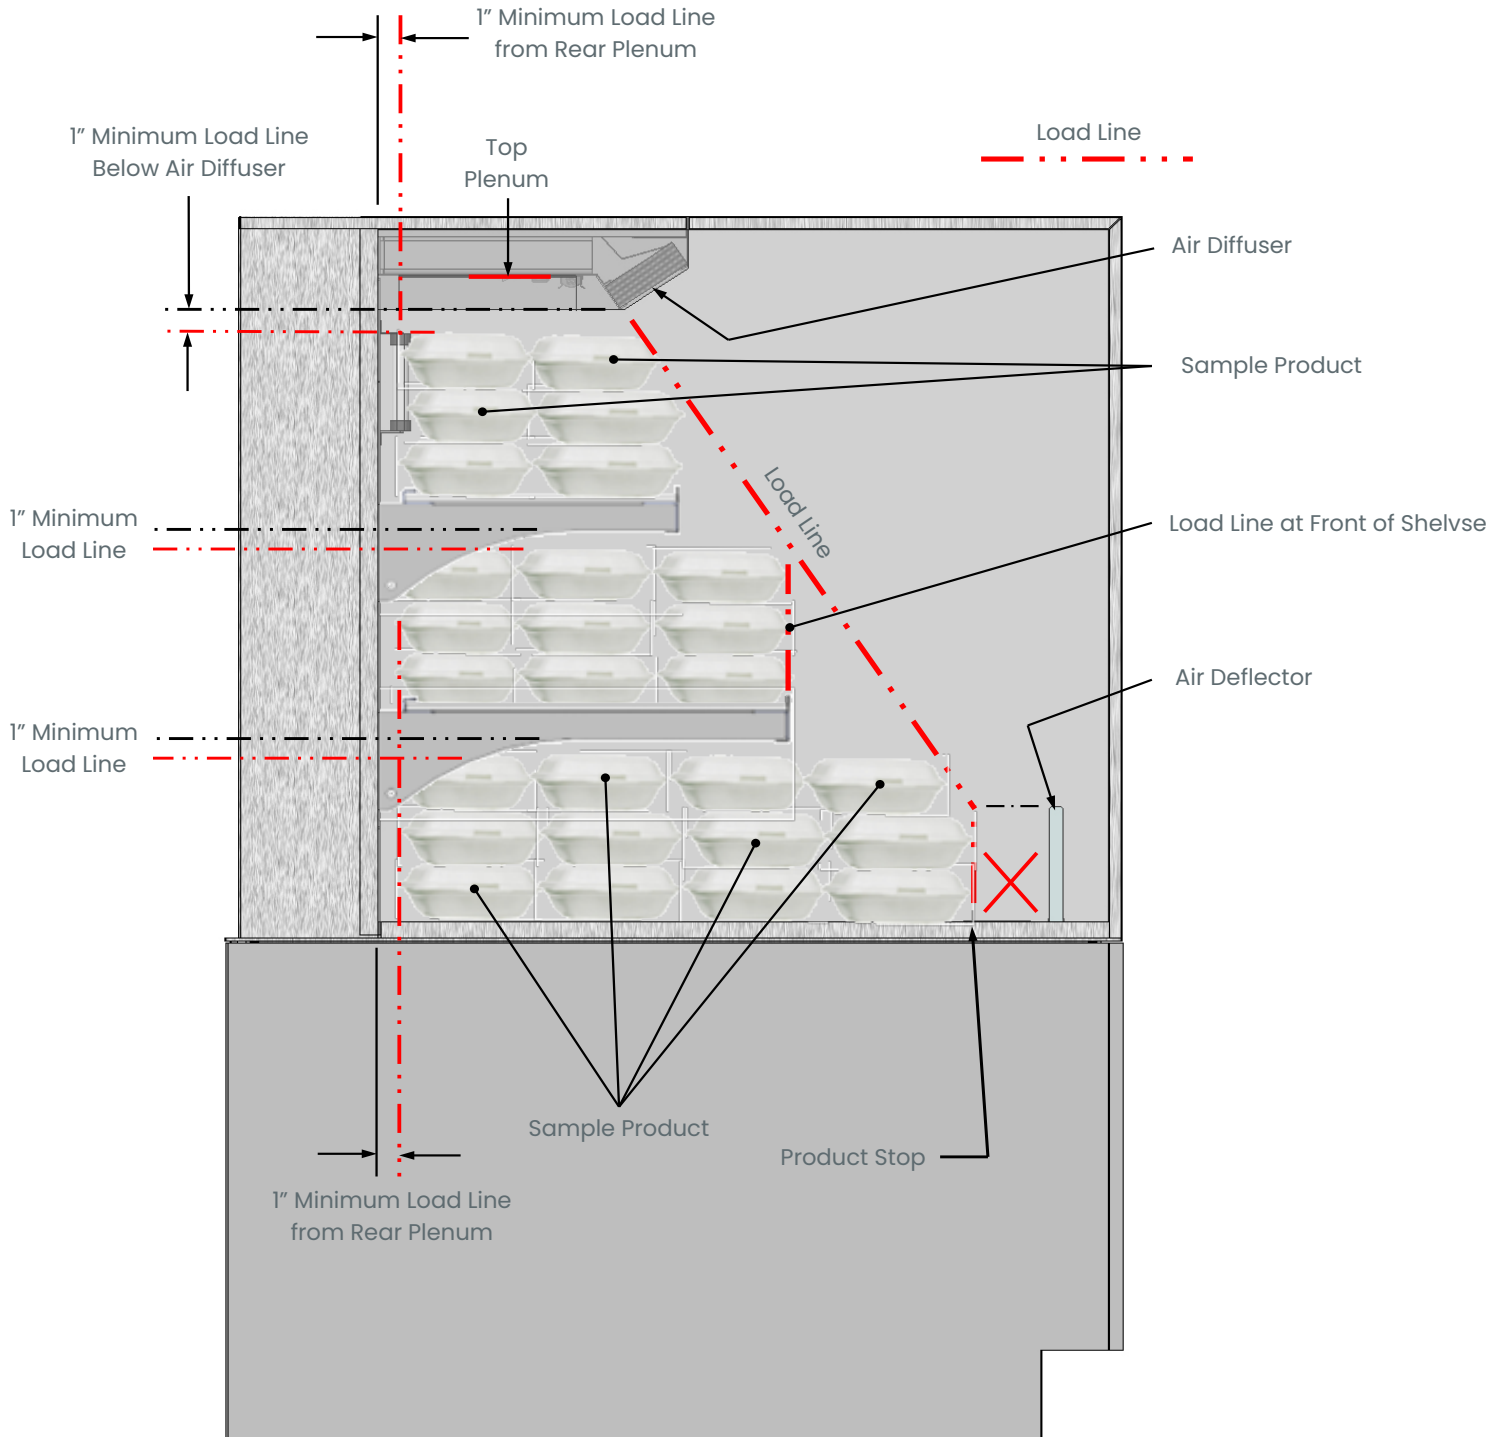 1” Minimum Load Line
from Rear Plenum
1” Minimum Load Line
Below Air Diffuser
Top
Plenum
Load Line
Air Diffuser
Sample Product
Load Line
1” Minimum
Load Line
Load Line at Front of Shelvse
Air Deflector
1” Minimum
Load Line
Sample Product
Product Stop
1” Minimum Load Line
from Rear Plenum